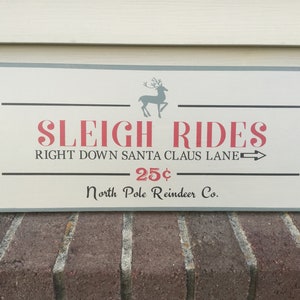 SLEIGH RIDES
RIGHT DOWN SANTA CLAUS LANE
25¢
North Pole Reindeer Co.